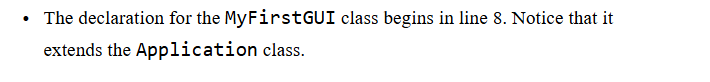 • The declaration for the MyFirstGUI class begins in line 8. Notice that it
extends the Application class.